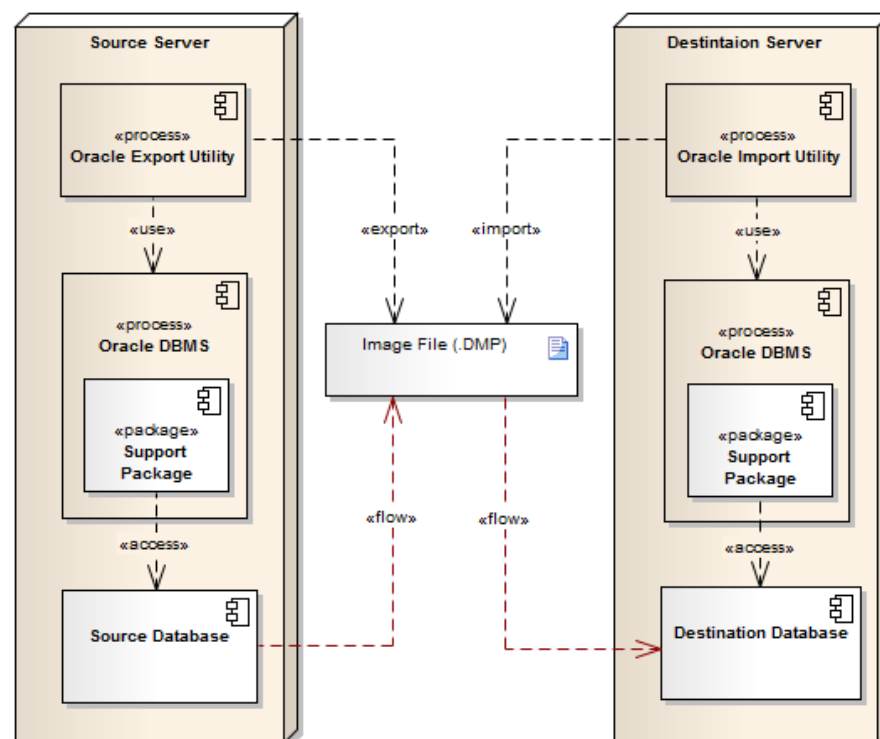 Source Server
«process»
Oracle Export Utility
«use»
«process»
Oracle DBMS
«package»
Support
Package
«access»
Source Database
«export»
«import»
Image File (.DMP)
«flow»
«flow»
Destintaion Server
«process»
Oracle Import Utility
«use»
«process»
Oracle DBMS
«package»
Support
Package
«access»
Destination Database